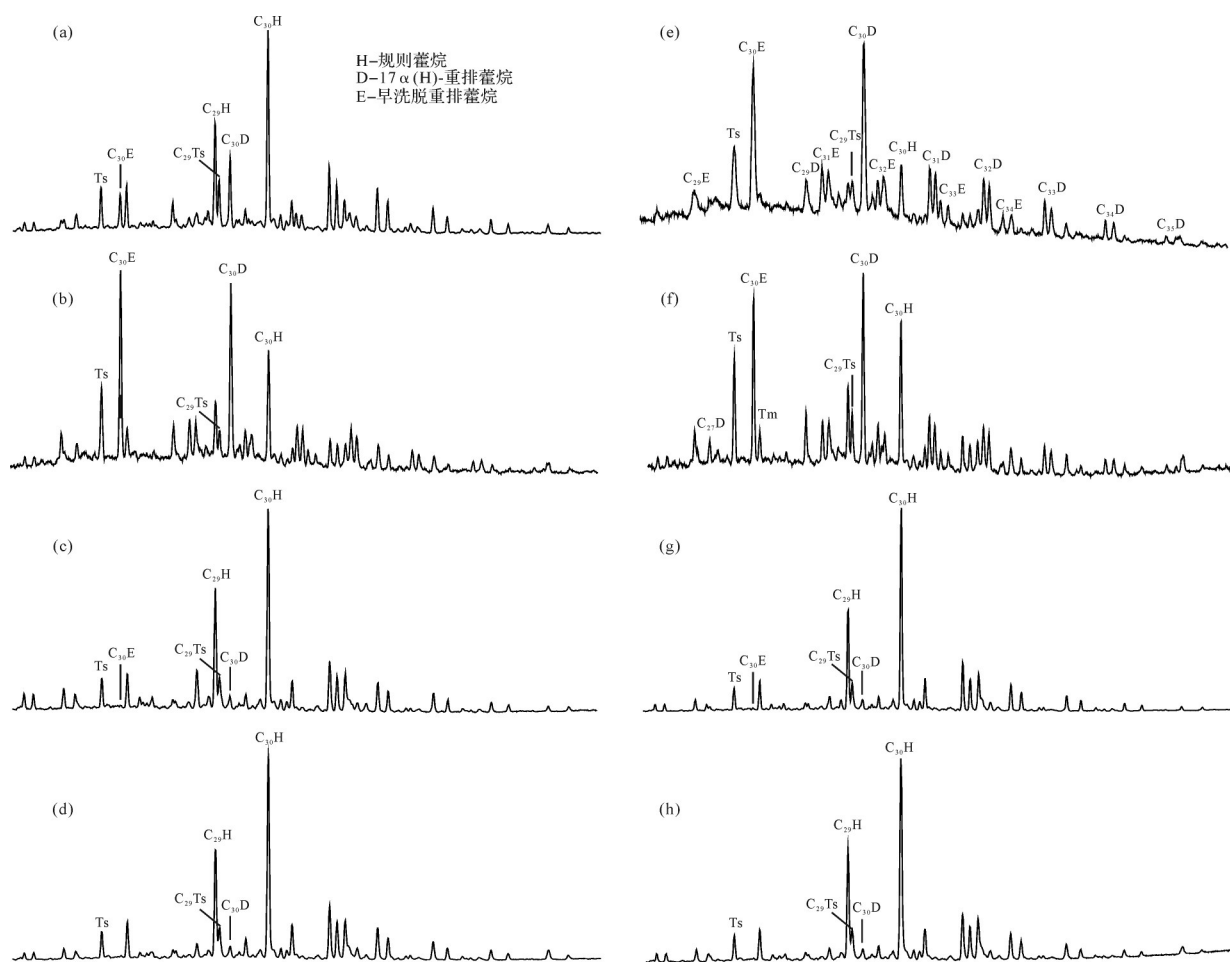 (a)
C₃₀H
H-规则藿烷
D-17α(H)-重排藿烷
E-早洗脱重排藿烷
C₂₉H
C₂₉Ts
C₃₀D
C₃₀E
Ts
(b)
C₃₀E
C₃₀D
C₃₀H
Ts
C₂₉Ts
(c)
C₃₀H
C₂₉H
C₂₉Ts
C₃₀D
C₃₀E
Ts
(d)
C₃₀H
C₂₉H
C₂₉Ts
C₃₀D
Ts
(e)
C₃₀D
C₃₀E
Ts
C₂₉Ts
C₂₉E
C₂₉D
C₃₁E
C₃₂E
C₃₀H
C₃₁D
C₃₃E
C₃₂D
C₃₄E
C₃₃D
C₃₄D
C₃₅D
(f)
C₃₀D
C₃₀E
C₃₀H
Ts
C₂₉Ts
Tm
C₂₇D
(g)
C₃₀H
C₂₉H
C₂₉Ts
C₃₀D
C₃₀E
Ts
(h)
C₃₀H
C₂₉H
C₂₉Ts
C₃₀D
Ts